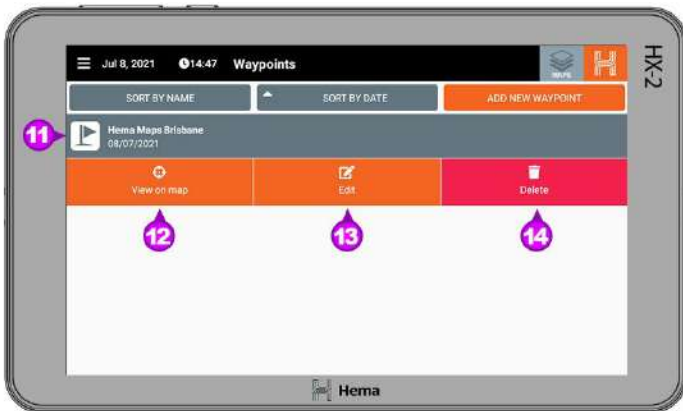 HX-2
Jul 8, 2021 14:47 Waypoints
MAPS
SORT BY NAME SORT BY DATE ADD NEW WAYPOINT
11
Hema Maps Brisbane
08/07/2021
View on map Edit Delete
12 13 14
Hema